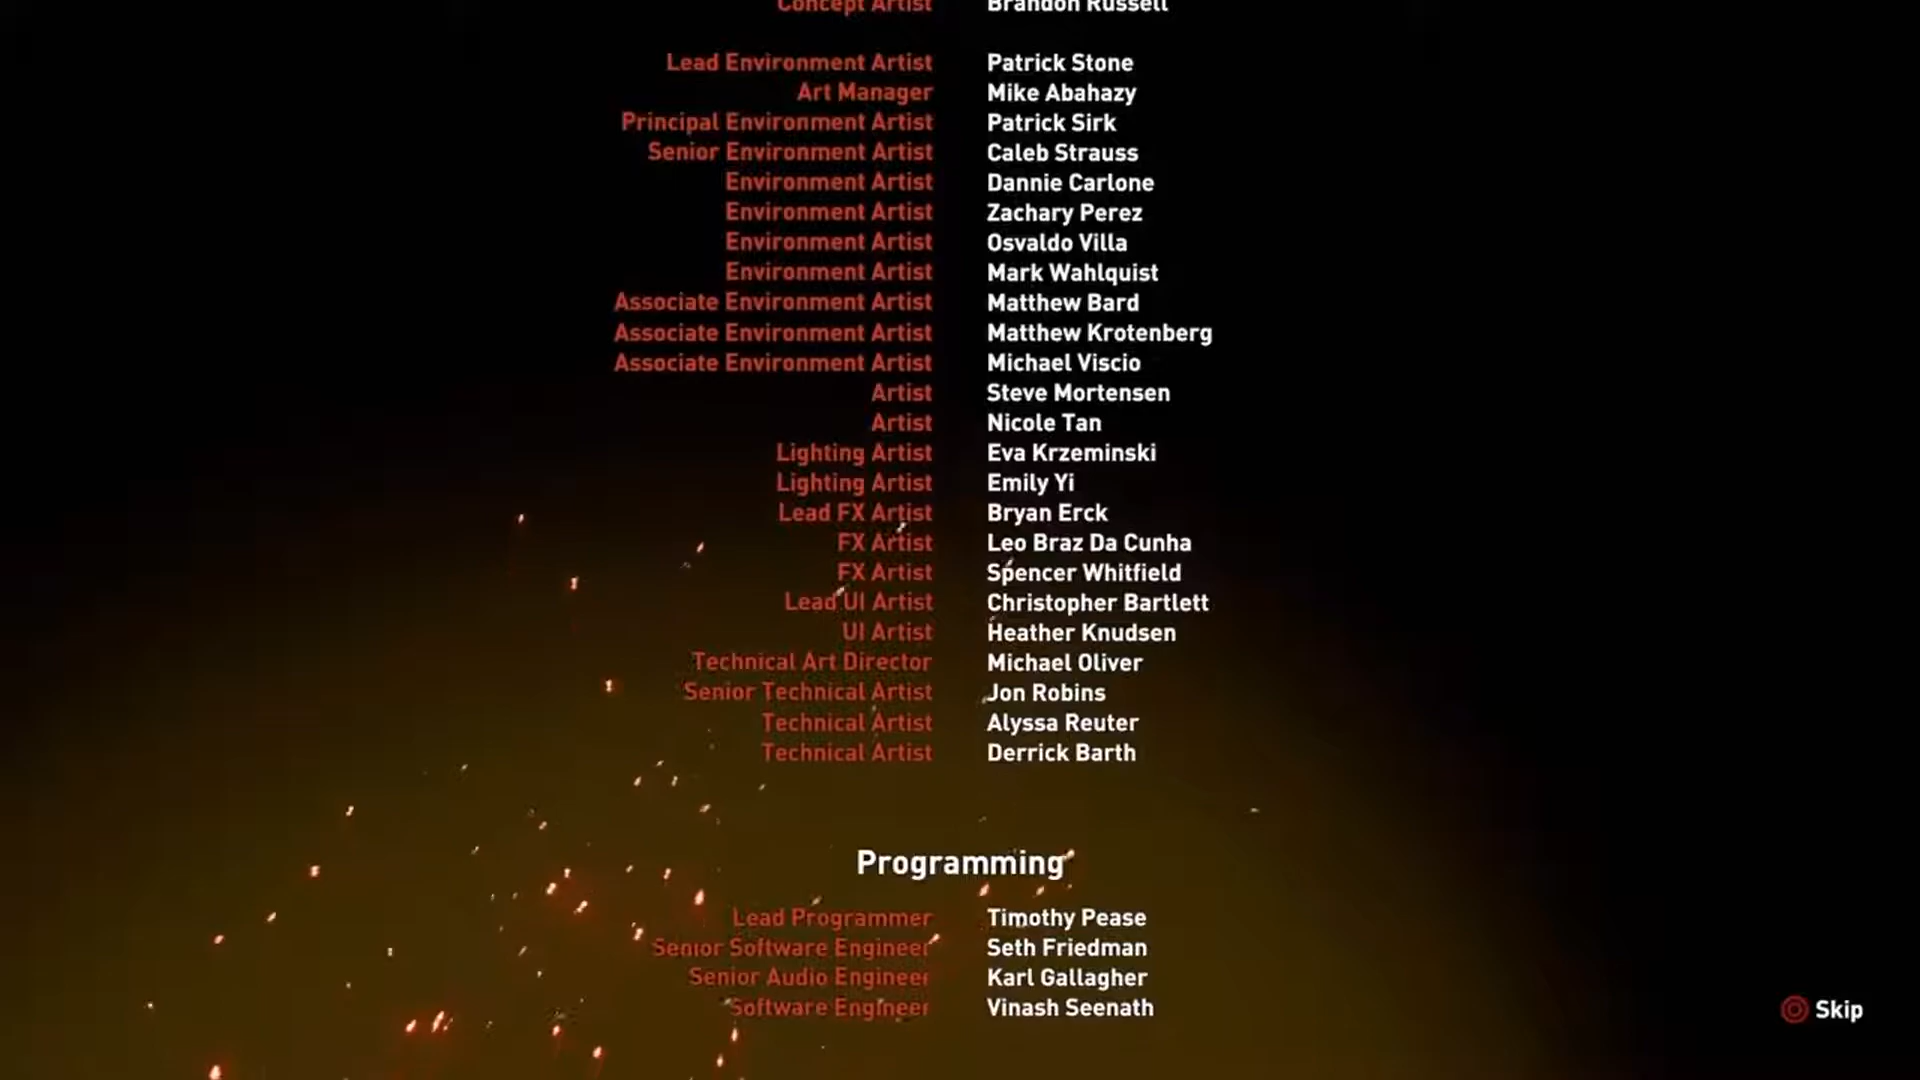 Concept Artist Brandon Russell
Lead Environment Artist Patrick Stone
Art Manager Mike Abahazy
Principal Environment Artist Patrick Sirk
Senior Environment Artist Caleb Strauss
Environment Artist Dannie Carlone
Environment Artist Zachary Perez
Environment Artist Osvaldo Villa
Environment Artist Mark Wahlquist
Associate Environment Artist Matthew Bard
Associate Environment Artist Matthew Krotenberg
Associate Environment Artist Michael Viscio
Artist Steve Mortensen
Artist Nicole Tan
Lighting Artist Eva Krzeminski
Lighting Artist Emily Yi
Lead FX Artist Bryan Erck
FX Artist Leo Braz Da Cunha
FX Artist Spencer Whitfield
Lead UI Artist Christopher Bartlett
UI Artist Heather Knudsen
Technical Art Director Michael Oliver
Senior Technical Artist Jon Robins
Technical Artist Alyssa Reuter
Technical Artist Derrick Barth
Programming
Lead Programmer Timothy Pease
Senior Software Engineer Seth Friedman
Senior Audio Engineer Karl Gallagher
Software Engineer Vinash Seenath
Skip